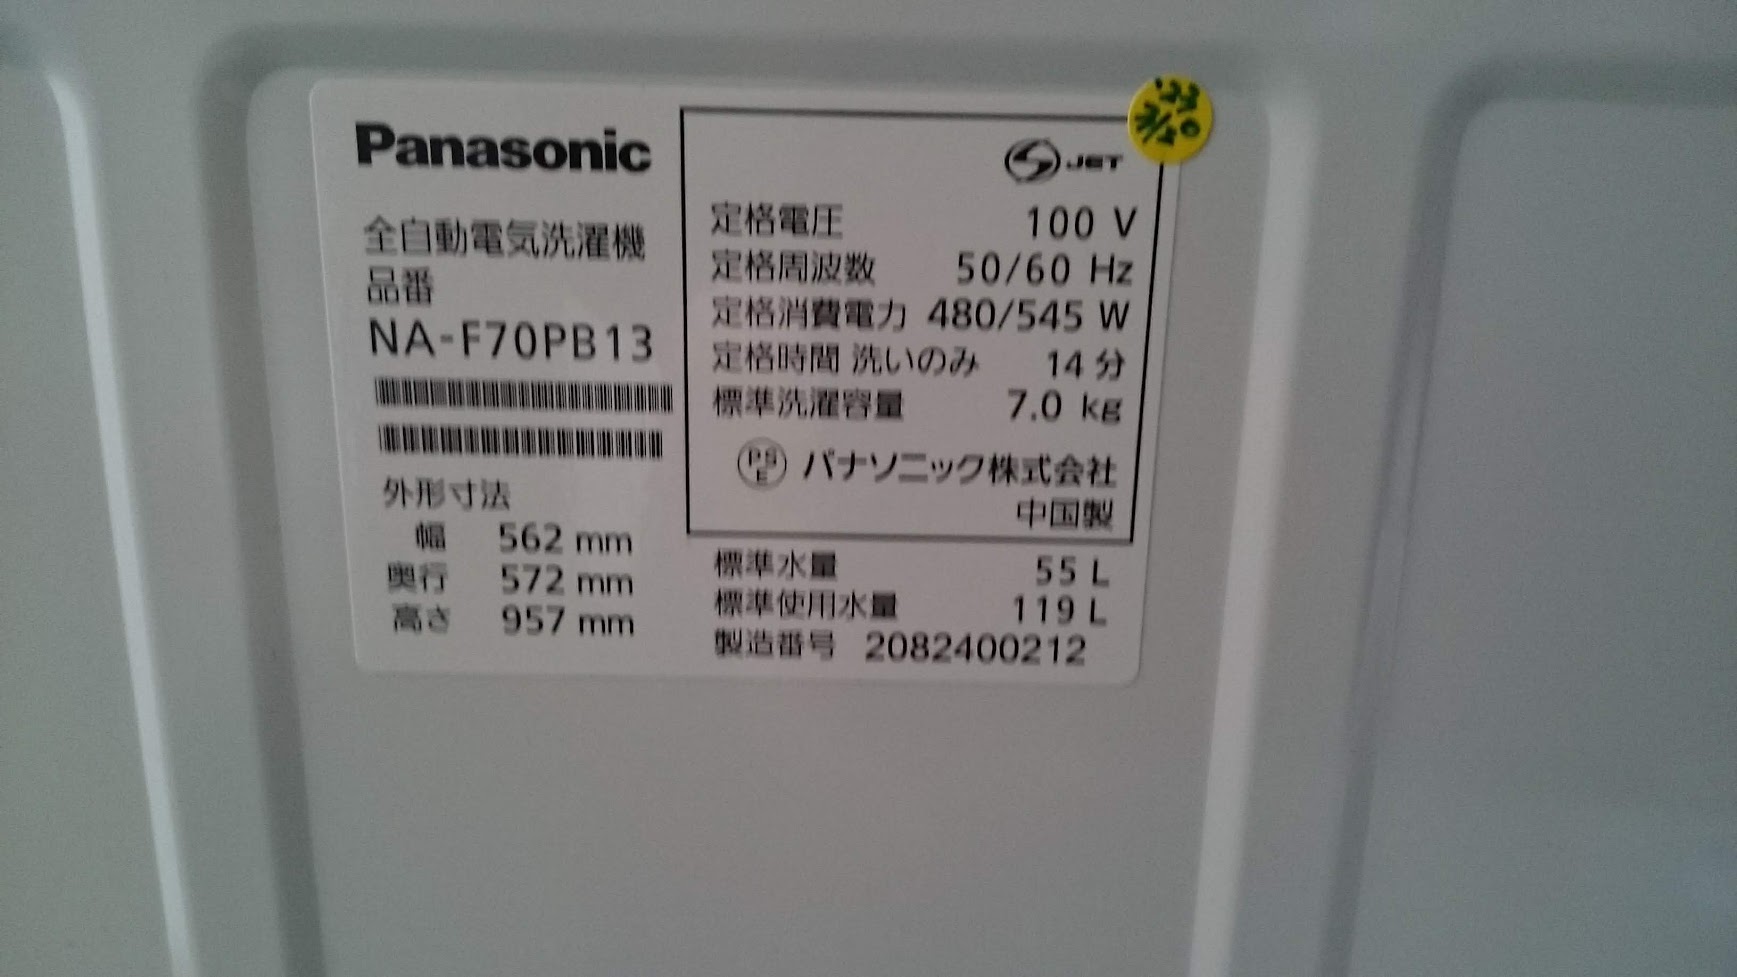 Panasonic
全自動電気洗濯機
品番
NA-F70PB13
外形寸法
幅 562 mm
奥行 572 mm
高さ 957 mm
JET
定格電圧 100 V
定格周波数 50/60 Hz
定格消費電力 480/545 W
定格時間 洗いのみ 14 分
標準洗濯容量 7.0 kg
PSE パナソニック株式会社
中国製
標準水量 55 L
標準使用水量 119 L
製造番号 2082400212
'23